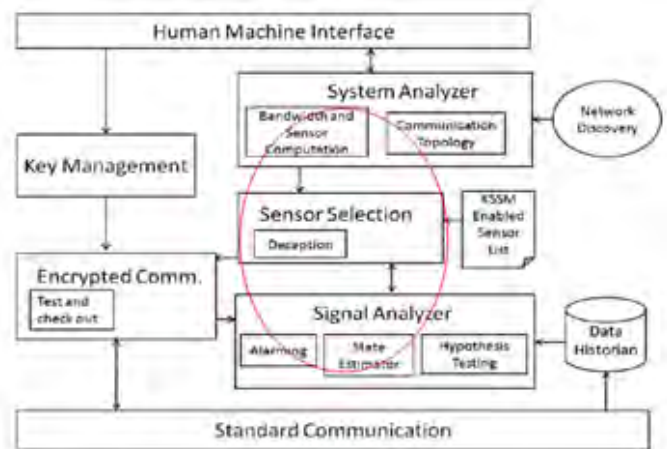 Human Machine Interface
System Analyzer
Bandwidth and
Sensor
Computation
Communication
Topology
Network
Discovery
Key Management
Sensor Selection
Deception
KSSM
Enabled
Sensor
List
Encrypted Comm.
Test and
check out
Signal Analyzer
Alarming
State
Estimator
Hypothesis
Testing
Data
Historian
Standard Communication